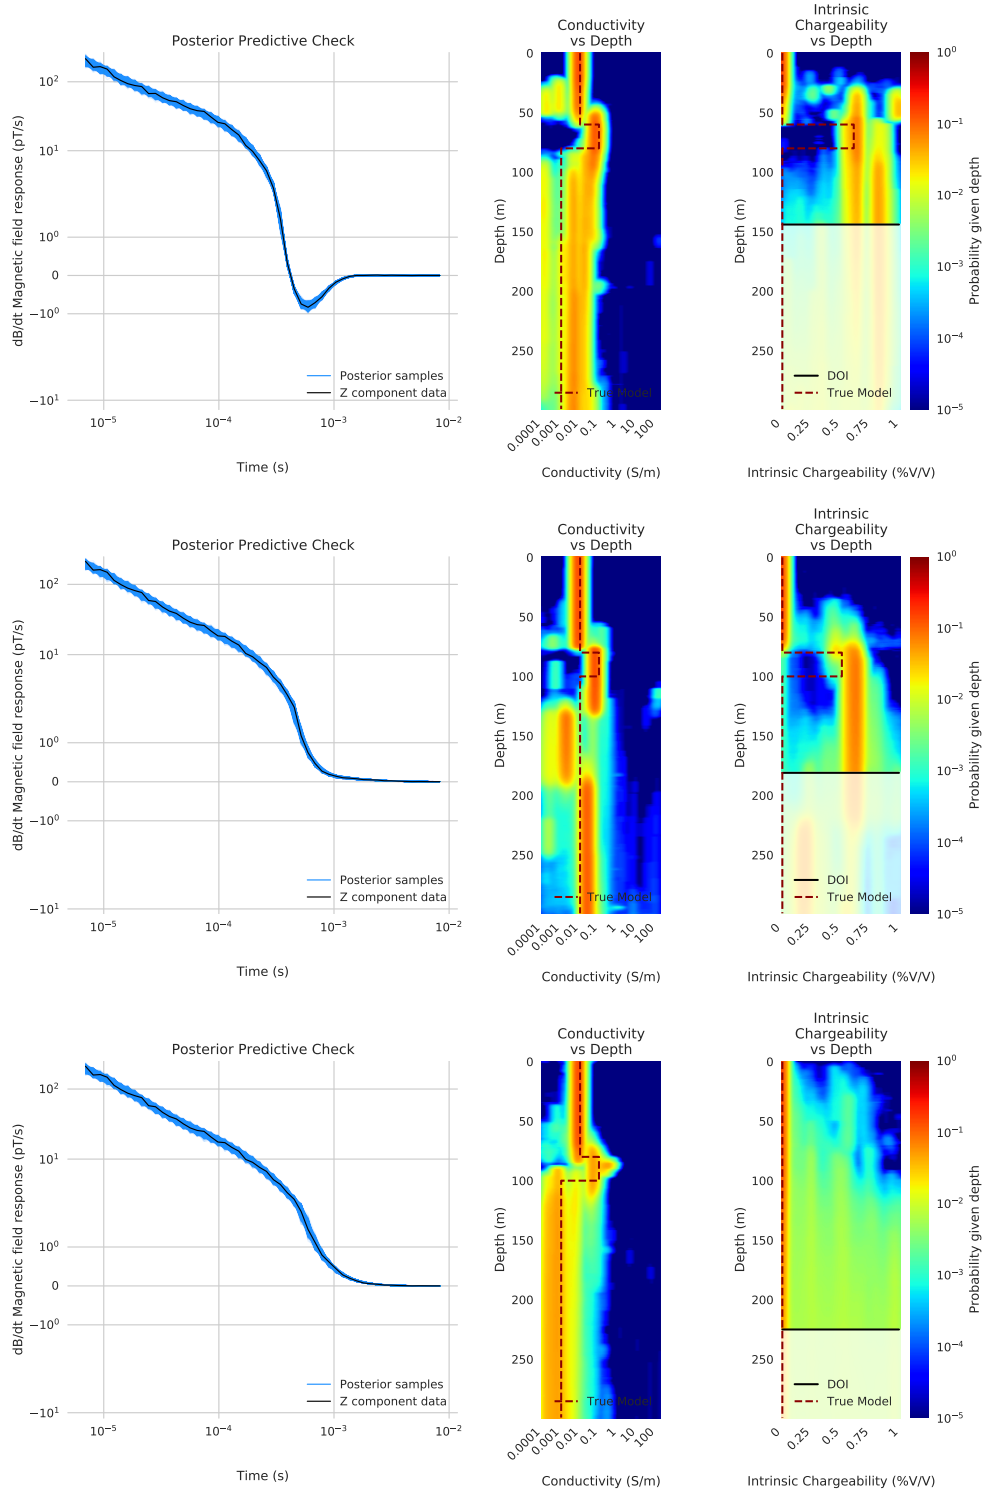 Posterior Predictive Check
dB/dt Magnetic field response (pT/s)
10²
10¹
10⁰
0
−10⁰
−10¹
Posterior samples
Z component data
10⁻⁵
10⁻⁴
10⁻³
10⁻²
Time (s)
Conductivity
vs Depth
Depth (m)
0
50
100
150
200
250
True Model
0.0001
0.001
0.01
0.1
10
100
Conductivity (S/m)
Intrinsic
Chargeability
vs Depth
Depth (m)
0
50
100
150
200
250
DOI
True Model
0
0.25
0.5
0.75
1
Intrinsic Chargeability (%V/V)
10⁰
10⁻¹
10⁻²
10⁻³
10⁻⁴
10⁻⁵
Probability given depth
Posterior Predictive Check
dB/dt Magnetic field response (pT/s)
10²
10¹
10⁰
0
−10⁰
−10¹
Posterior samples
Z component data
10⁻⁵
10⁻⁴
10⁻³
10⁻²
Time (s)
Conductivity
vs Depth
Depth (m)
0
50
100
150
200
250
True Model
0.0001
0.001
0.01
0.1
10
100
Conductivity (S/m)
Intrinsic
Chargeability
vs Depth
Depth (m)
0
50
100
150
200
250
DOI
True Model
0
0.25
0.5
0.75
1
Intrinsic Chargeability (%V/V)
10⁰
10⁻¹
10⁻²
10⁻³
10⁻⁴
10⁻⁵
Probability given depth
Posterior Predictive Check
dB/dt Magnetic field response (pT/s)
10²
10¹
10⁰
0
−10⁰
−10¹
Posterior samples
Z component data
10⁻⁵
10⁻⁴
10⁻³
10⁻²
Time (s)
Conductivity
vs Depth
Depth (m)
0
50
100
150
200
250
True Model
0.0001
0.001
0.01
0.1
10
100
Conductivity (S/m)
Intrinsic
Chargeability
vs Depth
Depth (m)
0
50
100
150
200
250
DOI
True Model
0
0.25
0.5
0.75
1
Intrinsic Chargeability (%V/V)
10⁰
10⁻¹
10⁻²
10⁻³
10⁻⁴
10⁻⁵
Probability given depth